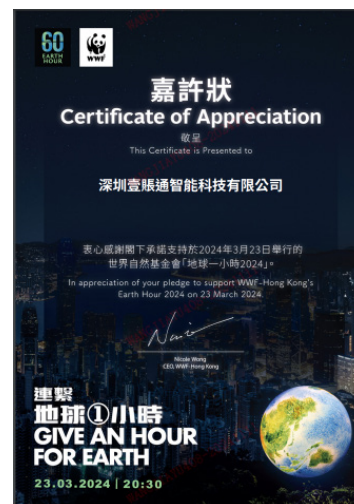 60
EARTH
HOUR
WWF
嘉許狀
Certificate of Appreciation
敬呈
This Certificate is Presented to
深圳壹賬通智能科技有限公司
衷心感謝閣下承諾支持於2024年3月23日舉行的
世界自然基金會「地球一小時2024」。
In appreciation of your pledge to support WWF-Hong Kong's
Earth Hour 2024 on 23 March 2024
Nicole Wong
CEO, WWF-Hong Kong
連繫
地球①小時
GIVE AN HOUR
FOR EARTH
23.03.2024 | 20:30